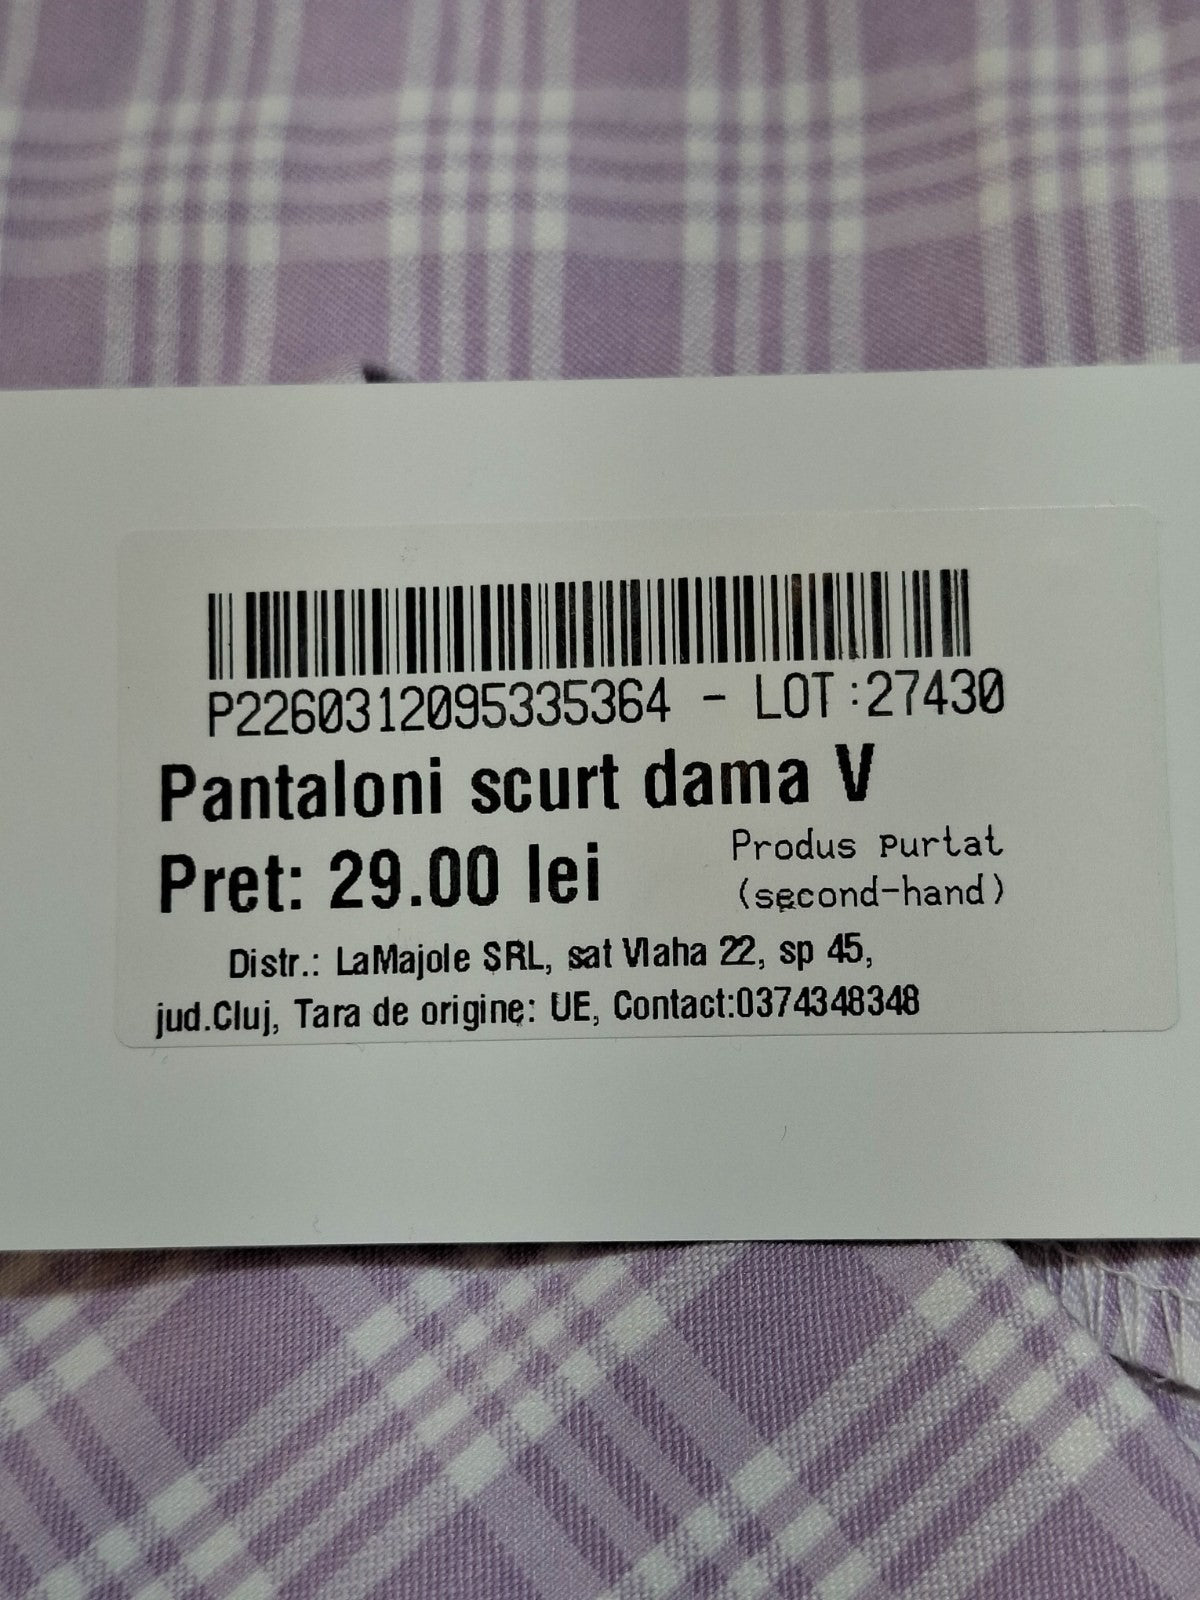 P2260312095335364 - LOT:27430
Pantaloni scurt dama V
Pret: 29.00 lei
Produs purtat
(second-hand)
Distr.: LaMajole SRL, sat Vlaha 22, sp 45,
jud.Cluj, Tara de origine: UE, Contact:0374348348